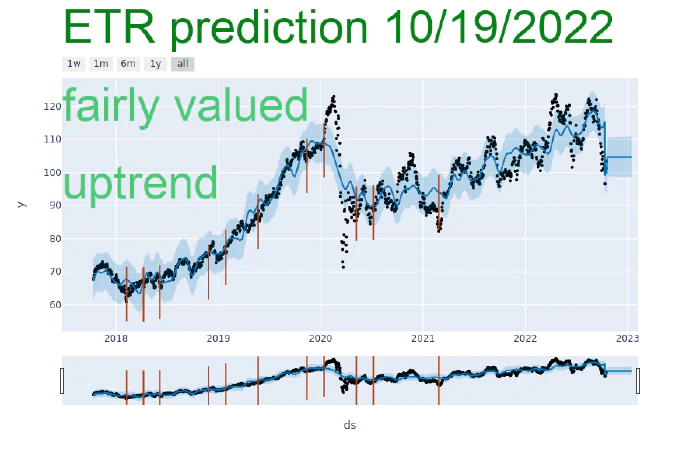 ETR prediction 10/19/2022
1w 1m 6m 1y all
fairly valued
uptrend
120
110
100
90
80
70
60
y
2018 2019 2020 2021 2022 2023
ds